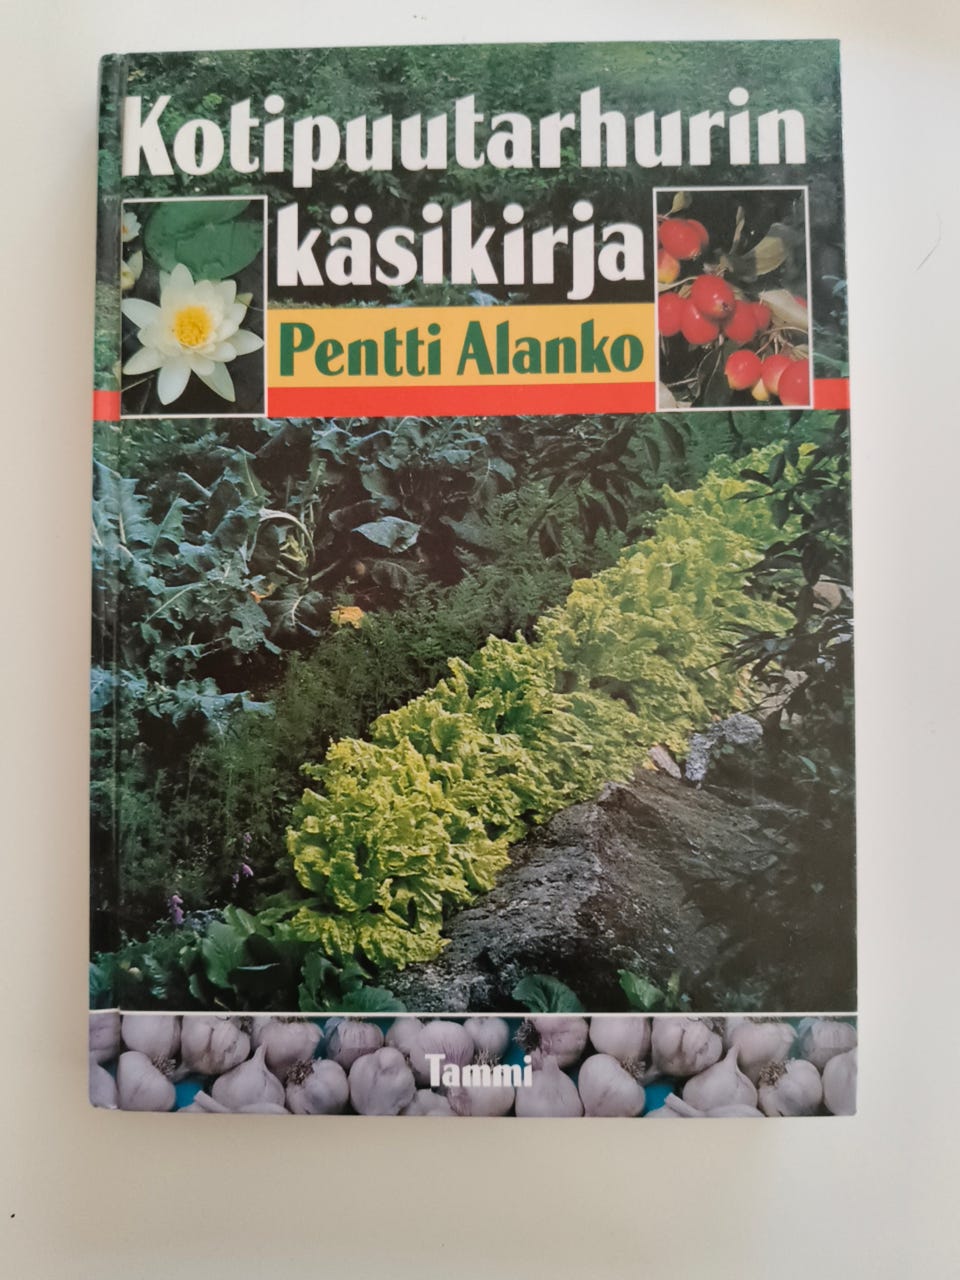 Kotipuutarhurin
käsikirja
Pentti Alanko
Tammi